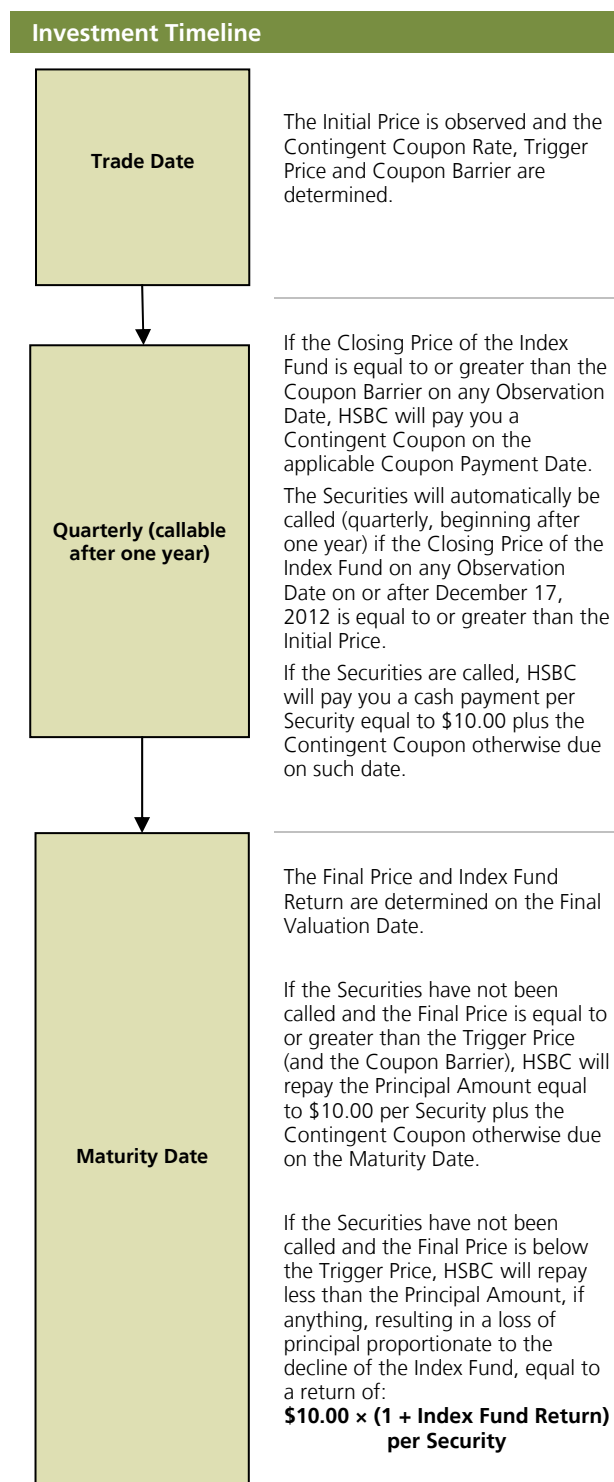 Investment Timeline
Trade Date
The Initial Price is observed and the
Contingent Coupon Rate, Trigger
Price and Coupon Barrier are
determined.
Quarterly (callable
after one year)
If the Closing Price of the Index
Fund is equal to or greater than the
Coupon Barrier on any Observation
Date, HSBC will pay you a
Contingent Coupon on the
applicable Coupon Payment Date.
The Securities will automatically be
called (quarterly, beginning after
one year) if the Closing Price of the
Index Fund on any Observation
Date on or after December 17,
2012 is equal to or greater than the
Initial Price.
If the Securities are called, HSBC
will pay you a cash payment per
Security equal to $10.00 plus the
Contingent Coupon otherwise due
on such date.
Maturity Date
The Final Price and Index Fund
Return are determined on the Final
Valuation Date.
If the Securities have not been
called and the Final Price is equal to
or greater than the Trigger Price
(and the Coupon Barrier), HSBC will
repay the Principal Amount equal
to $10.00 per Security plus the
Contingent Coupon otherwise due
on the Maturity Date.
If the Securities have not been
called and the Final Price is below
the Trigger Price, HSBC will repay
less than the Principal Amount, if
anything, resulting in a loss of
principal proportionate to the
decline of the Index Fund, equal to
a return of:
$10.00 × (1 + Index Fund Return)
per Security